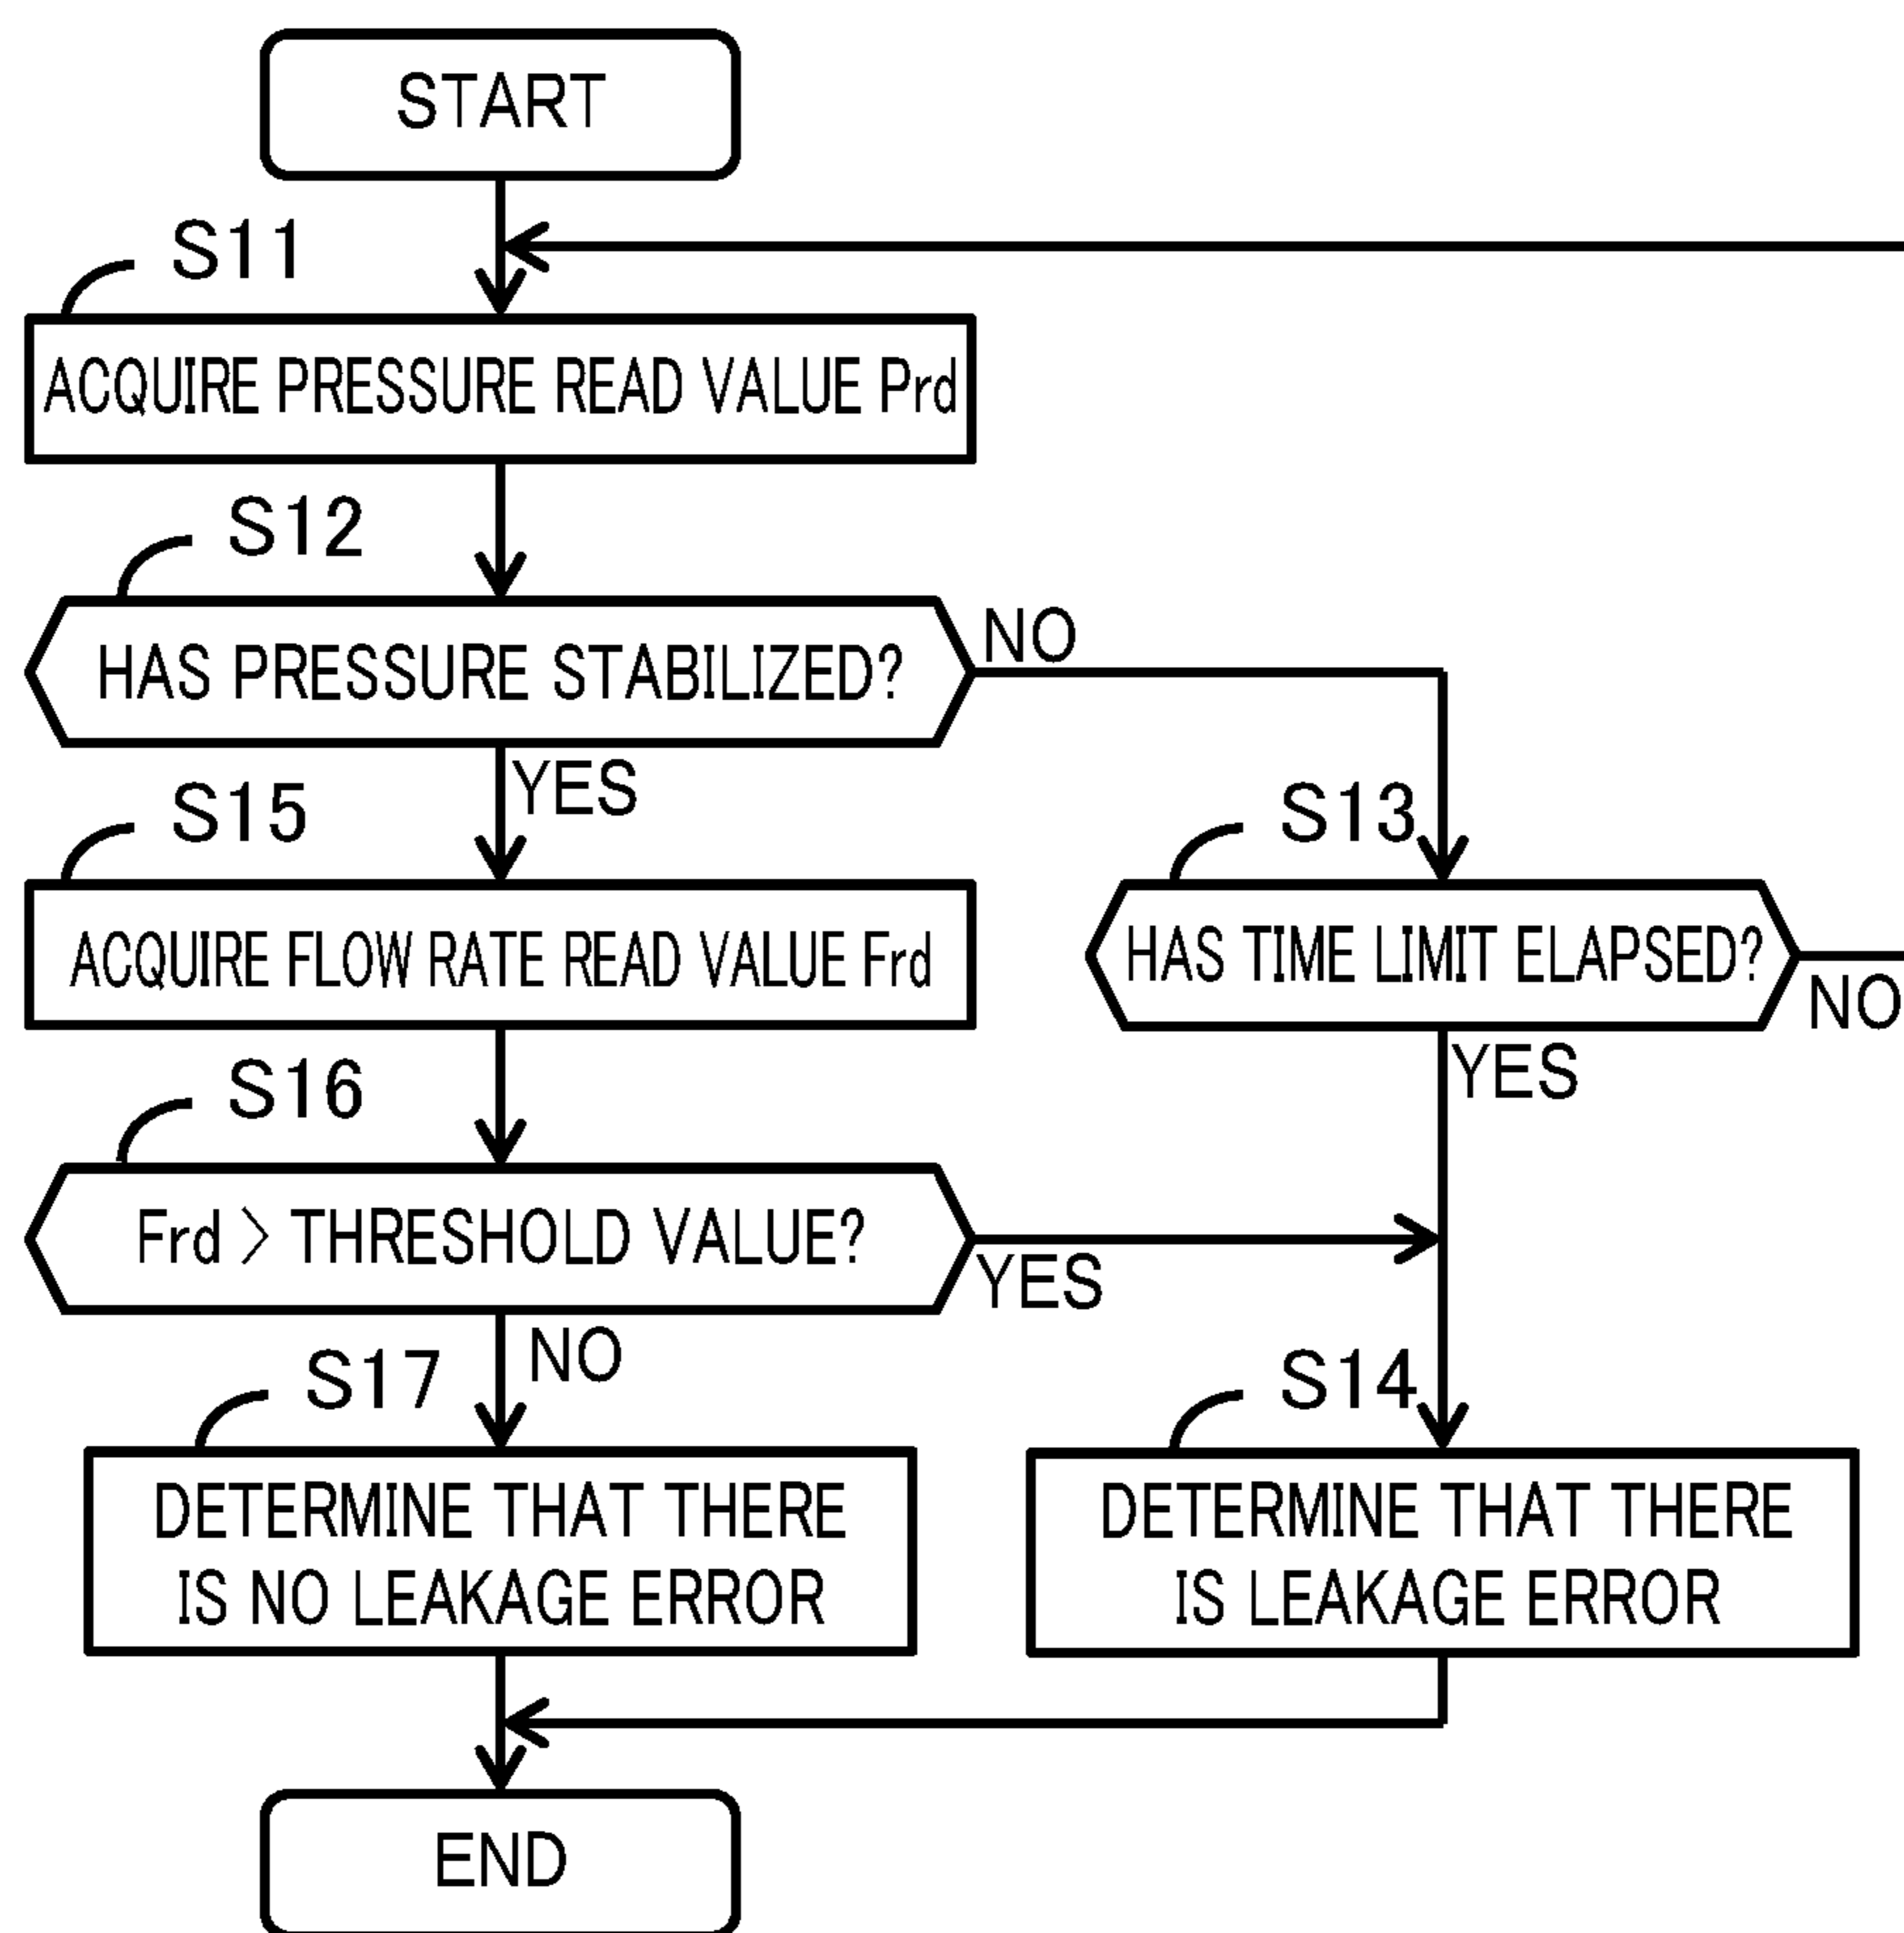 START
S11
ACQUIRE PRESSURE READ VALUE Prd
S12
HAS PRESSURE STABILIZED?
NO
YES
S15
S13
ACQUIRE FLOW RATE READ VALUE Frd
HAS TIME LIMIT ELAPSED?
NO
YES
S16
Frd > THRESHOLD VALUE?
YES
NO
S17
S14
DETERMINE THAT THERE
IS NO LEAKAGE ERROR
DETERMINE THAT THERE
IS LEAKAGE ERROR
END